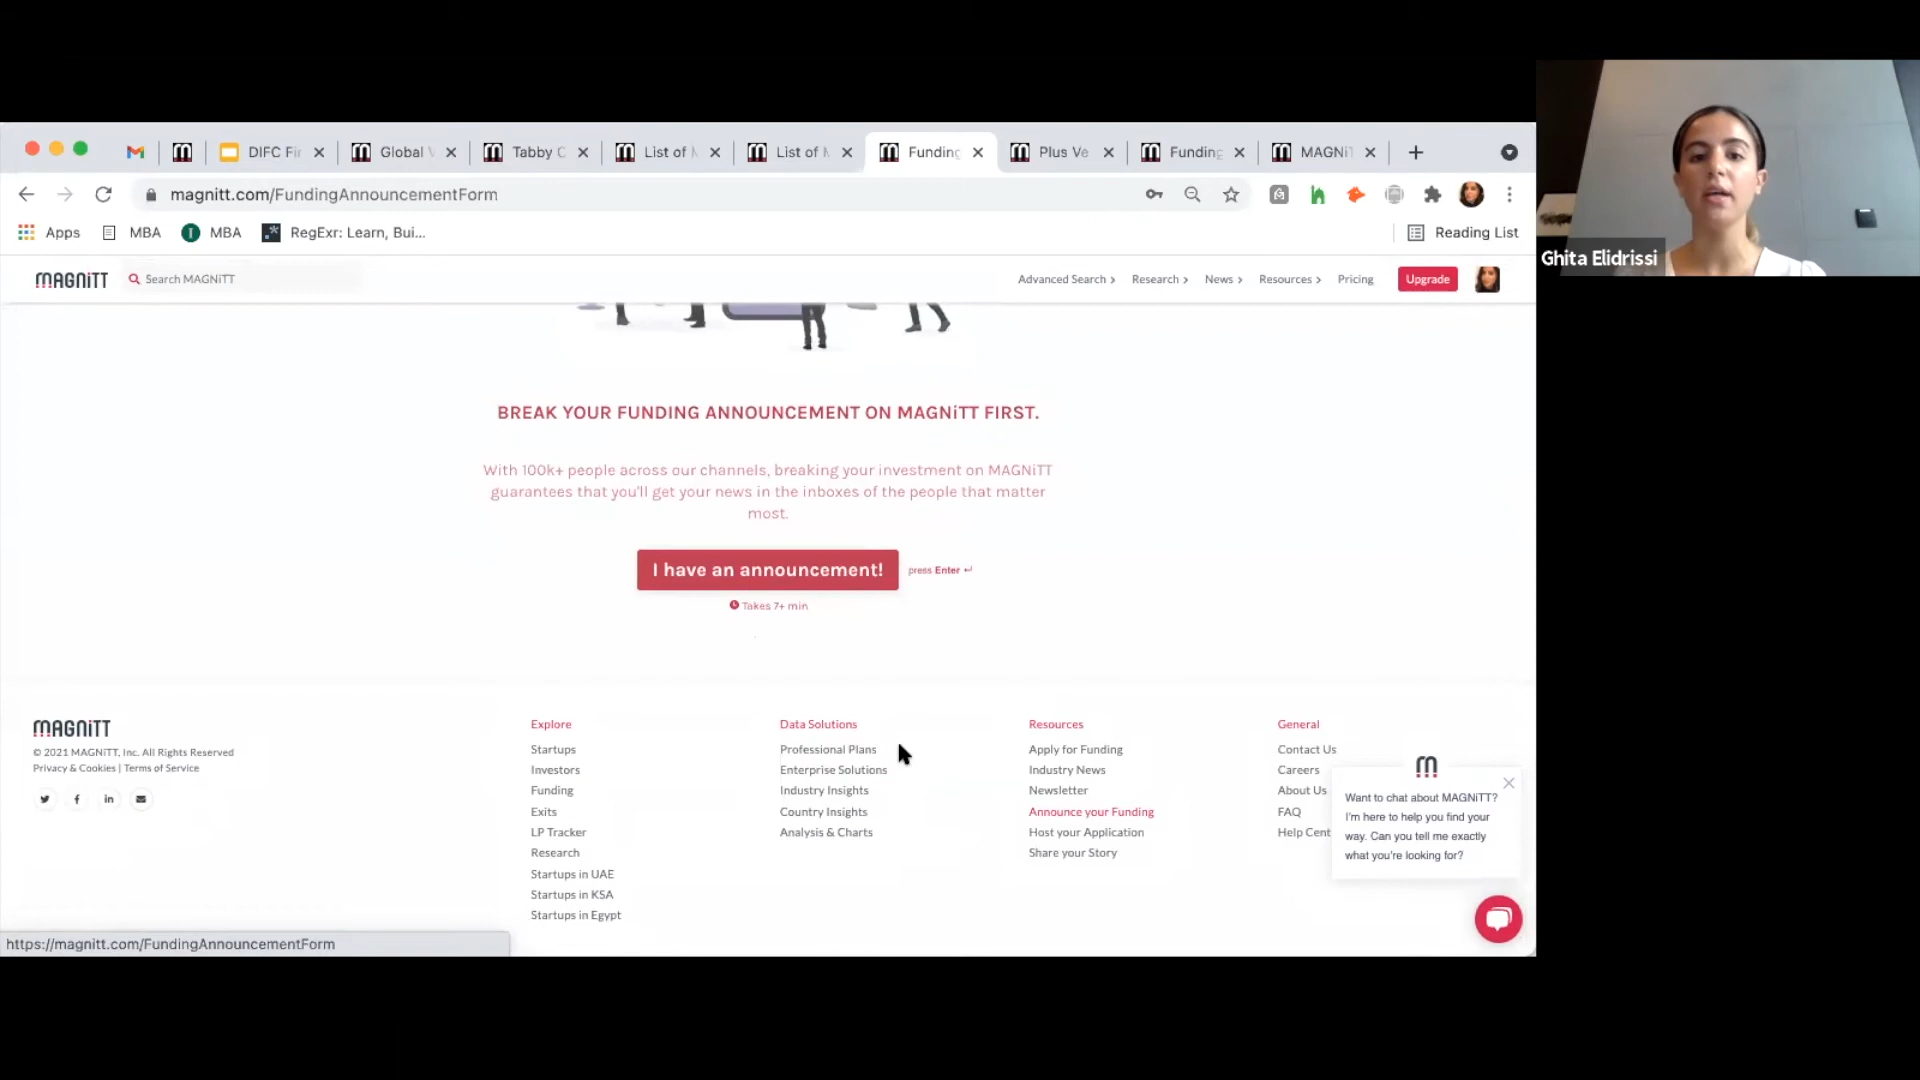 DIFC Fir
Global V
Tabby C
List of M
List of M
Funding
Plus Ve
Funding
MAGNiT
magnitt.com/FundingAnnouncementForm
Apps
MBA
MBA
RegExr: Learn, Bui...
Reading List
MAGNiTT
Search MAGNiTT
Advanced Search
Research
News
Resources
Pricing
Upgrade
Ghita Elidrissi
BREAK YOUR FUNDING ANNOUNCEMENT ON MAGNiTT FIRST.
With 100k+ people across our channels, breaking your investment on MAGNiTT
guarantees that you'll get your news in the inboxes of the people that matter
most.
I have an announcement!
press Enter ↵
Takes 7+ min
MAGNiTT
© 2021 MAGNiTT, Inc. All Rights Reserved
Privacy & Cookies | Terms of Service
Explore
Startups
Investors
Funding
Exits
LP Tracker
Research
Startups in UAE
Startups in KSA
Startups in Egypt
Data Solutions
Professional Plans
Enterprise Solutions
Industry Insights
Country Insights
Analysis & Charts
Resources
Apply for Funding
Industry News
Newsletter
Announce your Funding
Host your Application
Share your Story
General
Contact Us
Careers
About Us
FAQ
Help Cent
Want to chat about MAGNiTT?
I'm here to help you find your
way. Can you tell me exactly
what you're looking for?
https://magnitt.com/FundingAnnouncementForm